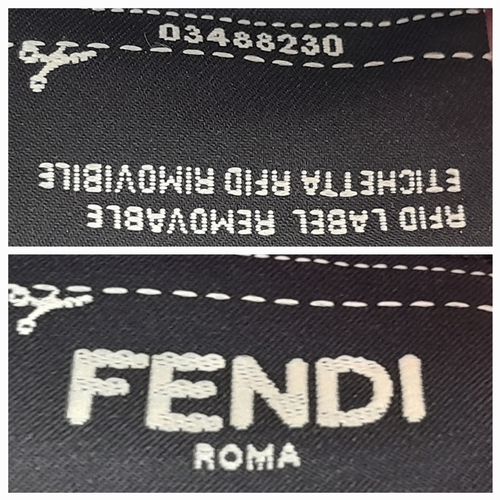 03488230
RFID LABEL REMOVABLE
ETICHETTA RFID RIMOVIBILE
FENDI
ROMA